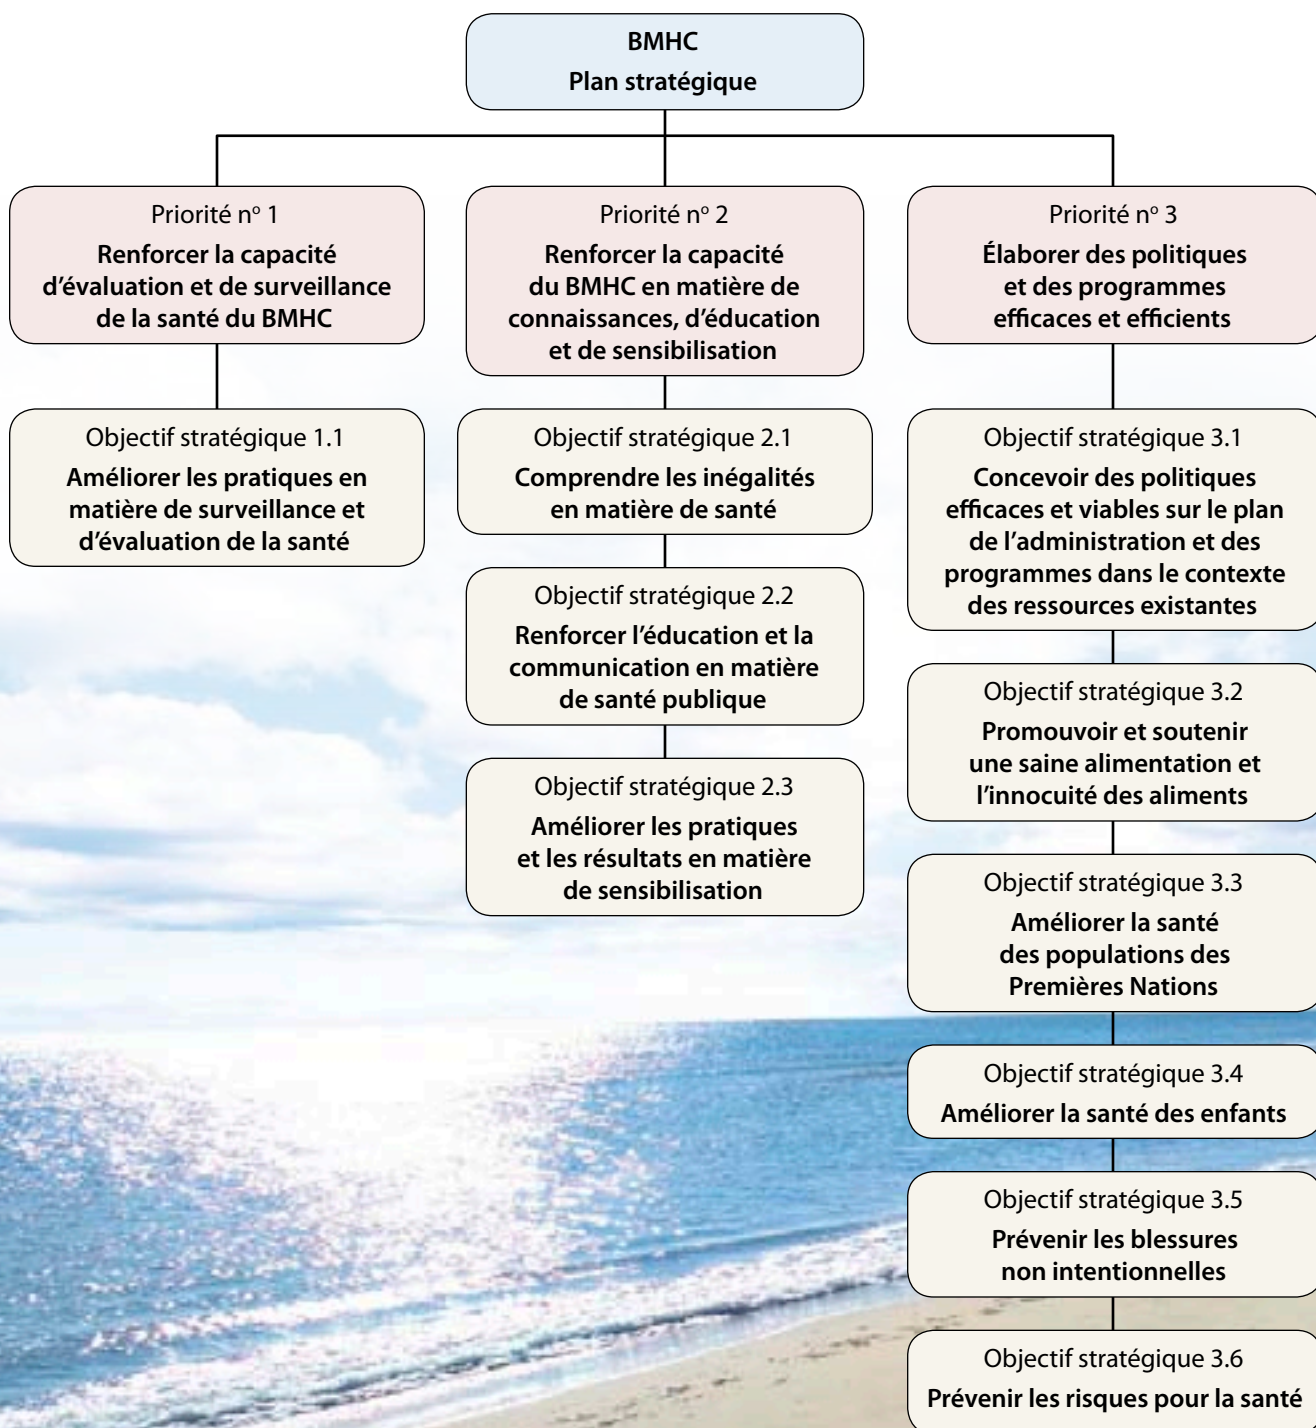 BMHC
Plan stratégique
Priorité nº 1
Renforcer la capacité
d'évaluation et de surveillance
de la santé du BMHC
Objectif stratégique 1.1
Améliorer les pratiques en
matière de surveillance et
d'évaluation de la santé
Priorité nº 2
Renforcer la capacité
du BMHC en matière de
connaissances, d'éducation
et de sensibilisation
Objectif stratégique 2.1
Comprendre les inégalités
en matière de santé
Objectif stratégique 2.2
Renforcer l'éducation et la
communication en matière
de santé publique
Objectif stratégique 2.3
Améliorer les pratiques
et les résultats en matière
de sensibilisation
Priorité nº 3
Élaborer des politiques
et des programmes
efficaces et efficients
Objectif stratégique 3.1
Concevoir des politiques
efficaces et viables sur le plan
de l'administration et des
programmes dans le contexte
des ressources existantes
Objectif stratégique 3.2
Promouvoir et soutenir
une saine alimentation et
l'innocuité des aliments
Objectif stratégique 3.3
Améliorer la santé
des populations des
Premières Nations
Objectif stratégique 3.4
Améliorer la santé des enfants
Objectif stratégique 3.5
Prévenir les blessures
non intentionnelles
Objectif stratégique 3.6
Prévenir les risques pour la santé